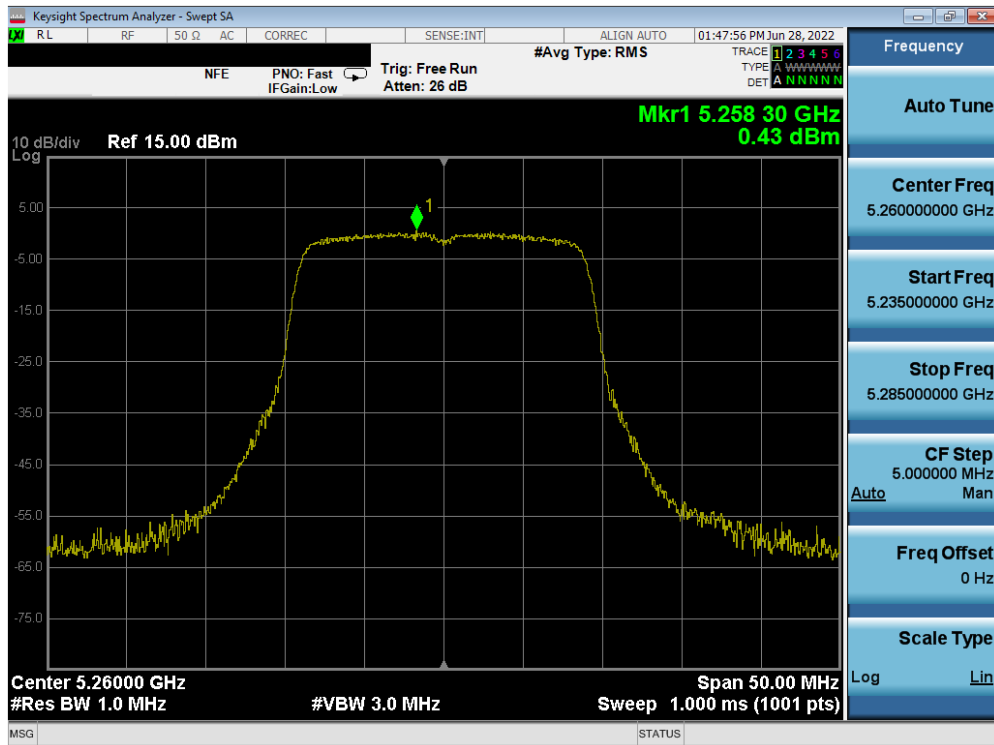 Keysight Spectrum Analyzer - Swept SA
LXI RL RF 50 Ω AC CORREC SENSE:INT ALIGN AUTO 01:47:56 PM Jun 28, 2022
#Avg Type: RMS TRACE 1 2 3 4 5 6
NFE PNO: Fast Trig: Free Run TYPE A WWWWW
IFGain:Low Atten: 26 dB DET A N N N N N
Mkr1 5.258 30 GHz
10 dB/div Ref 15.00 dBm 0.43 dBm
Log
1
5.00
-5.00
-15.0
-25.0
-35.0
-45.0
-55.0
-65.0
-75.0
Center 5.26000 GHz Span 50.00 MHz
#Res BW 1.0 MHz #VBW 3.0 MHz Sweep 1.000 ms (1001 pts)
MSG STATUS
Frequency
Auto Tune
Center Freq
5.260000000 GHz
Start Freq
5.235000000 GHz
Stop Freq
5.285000000 GHz
CF Step
5.000000 MHz
Auto Man
Freq Offset
0 Hz
Scale Type
Log Lin